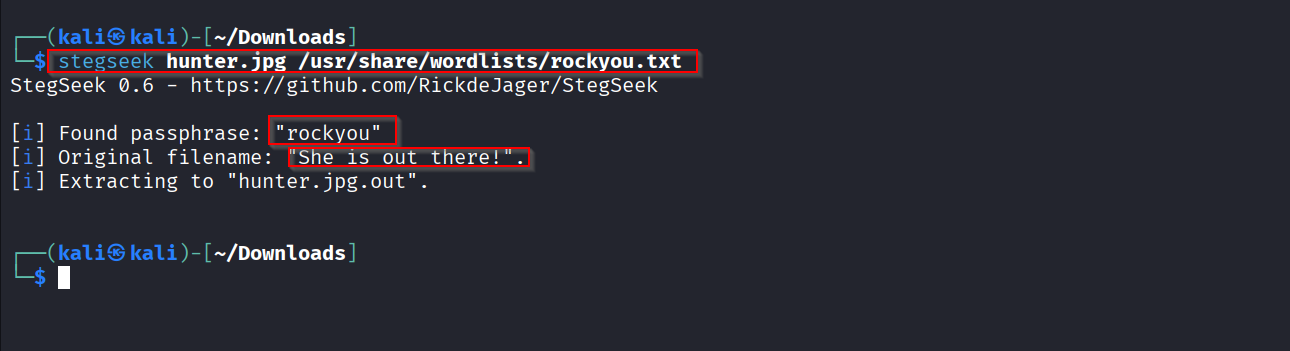 ┌──(kali㉿kali)-[~/Downloads]
└─$ stegseek hunter.jpg /usr/share/wordlists/rockyou.txt
StegSeek 0.6 - https://github.com/RickdeJager/StegSeek
[i] Found passphrase: "rockyou"
[i] Original filename: "She is out there!".
[i] Extracting to "hunter.jpg.out".
┌──(kali㉿kali)-[~/Downloads]
└─$